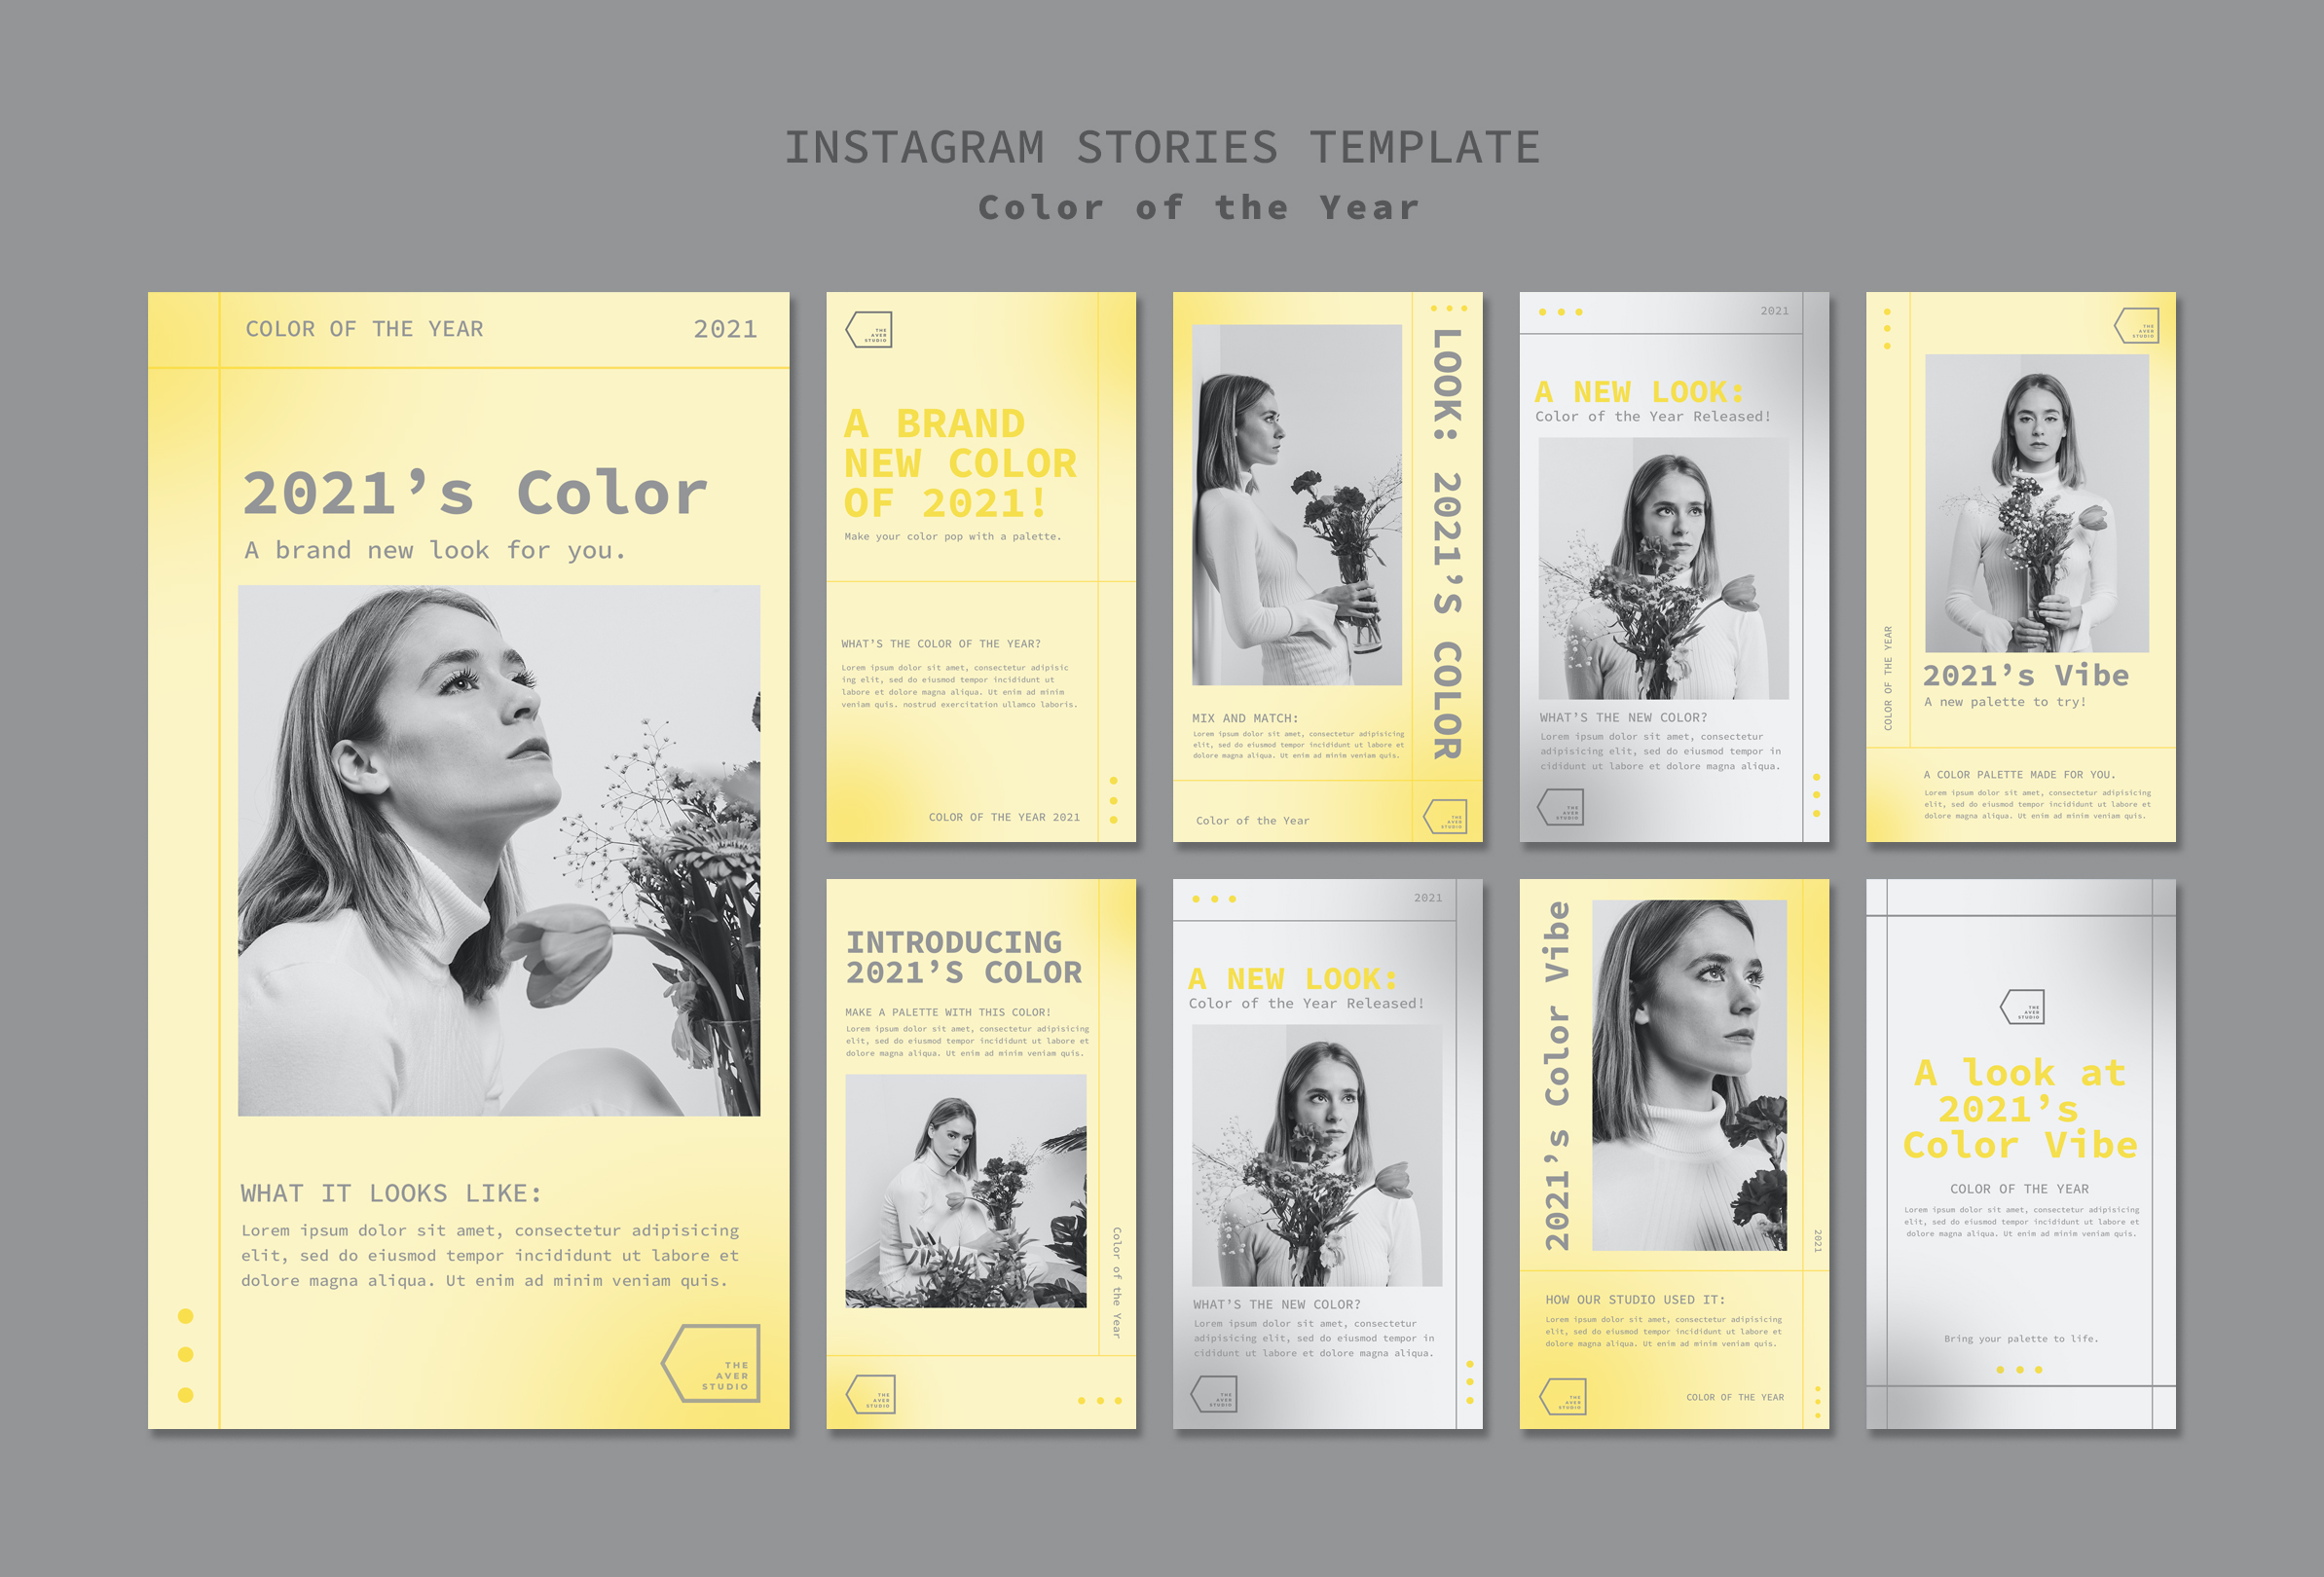 INSTAGRAM STORIES TEMPLATE
Color of the Year
COLOR OF THE YEAR
2021
2021’s Color
A brand new look for you.
WHAT IT LOOKS LIKE:
Lorem ipsum dolor sit amet, consectetur adipisicing
elit, sed do eiusmod tempor incididunt ut labore et
dolore magna aliqua. Ut enim ad minim veniam quis.
THE
AVER
STUDIO
THE
AVER
STUDIO
A BRAND
NEW COLOR
OF 2021!
Make your color pop with a palette.
WHAT’S THE COLOR OF THE YEAR?
Lorem ipsum dolor sit amet, consectetur adipisic
ing elit, sed do eiusmod tempor incididunt ut
labore et dolore magna aliqua. Ut enim ad minim
veniam quis. nostrud exercitation ullamco laboris.
COLOR OF THE YEAR 2021
LOOK: 2021’S COLOR
MIX AND MATCH:
Lorem ipsum dolor sit amet, consectetur adipisicing
elit, sed do eiusmod tempor incididunt ut labore et
dolore magna aliqua. Ut enim ad minim veniam quis.
Color of the Year
THE
AVER
STUDIO
2021
A NEW LOOK:
Color of the Year Released!
WHAT’S THE NEW COLOR?
Lorem ipsum dolor sit amet, consectetur
adipisicing elit, sed do eiusmod tempor in
cididunt ut labore et dolore magna aliqua.
THE
AVER
STUDIO
THE
AVER
STUDIO
COLOR OF THE YEAR
2021’s Vibe
A new palette to try!
A COLOR PALETTE MADE FOR YOU.
Lorem ipsum dolor sit amet, consectetur adipisicing
elit, sed do eiusmod tempor incididunt ut labore et
dolore magna aliqua. Ut enim ad minim veniam quis.
INTRODUCING
2021’S COLOR
MAKE A PALETTE WITH THIS COLOR!
Lorem ipsum dolor sit amet, consectetur adipisicing
elit, sed do eiusmod tempor incididunt ut labore et
dolore magna aliqua. Ut enim ad minim veniam quis.
Color of the Year
THE
AVER
STUDIO
2021
A NEW LOOK:
Color of the Year Released!
WHAT’S THE NEW COLOR?
Lorem ipsum dolor sit amet, consectetur
adipisicing elit, sed do eiusmod tempor in
cididunt ut labore et dolore magna aliqua.
THE
AVER
STUDIO
2021’s Color Vibe
2021
HOW OUR STUDIO USED IT:
Lorem ipsum dolor sit amet, consectetur adipisicing
elit, sed do eiusmod tempor incididunt ut labore et
dolore magna aliqua. Ut enim ad minim veniam quis.
THE
AVER
STUDIO
COLOR OF THE YEAR
THE
AVER
STUDIO
A look at
2021’s
Color Vibe
COLOR OF THE YEAR
Lorem ipsum dolor sit amet, consectetur adipisicing
elit, sed do eiusmod tempor incididunt ut labore et
dolore magna aliqua. Ut enim ad minim veniam quis.
Bring your palette to life.